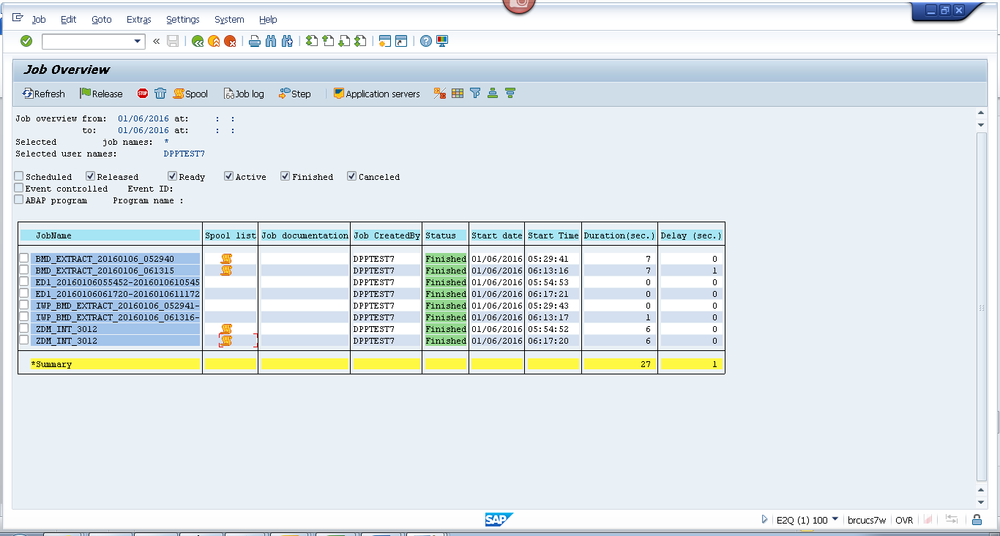 Job Edit Goto Extras Settings System Help
Job Overview
Refresh Release STOP Spool Job log Step Application servers
Job overview from: 01/06/2016 at: : :
to: 01/06/2016 at: : :
Selected job names: *
Selected user names: DPPTEST7
Scheduled Released Ready Active Finished Canceled
Event controlled Event ID:
ABAP program Program name :
JobName Spool list Job documentation Job CreatedBy Status Start date Start Time Duration(sec.) Delay (sec.)
BMD_EXTRACT_20160106_052940 DPPTEST7 Finished 01/06/2016 05:29:41 7 0
BMD_EXTRACT_20160106_061315 DPPTEST7 Finished 01/06/2016 06:13:16 7 1
ED1_20160106055452-2016010610545 DPPTEST7 Finished 01/06/2016 05:54:53 0 0
ED1_20160106061720-2016010611172 DPPTEST7 Finished 01/06/2016 06:17:21 0 0
IWP_BMD_EXTRACT_20160106_052941- DPPTEST7 Finished 01/06/2016 05:29:43 0 0
IWP_BMD_EXTRACT_20160106_061316- DPPTEST7 Finished 01/06/2016 06:13:17 1 0
ZDM_INT_3012 DPPTEST7 Finished 01/06/2016 05:54:52 6 0
ZDM_INT_3012 DPPTEST7 Finished 01/06/2016 06:17:20 6 0
*Summary 27 1
SAP E2Q (1) 100 brcucs7w OVR